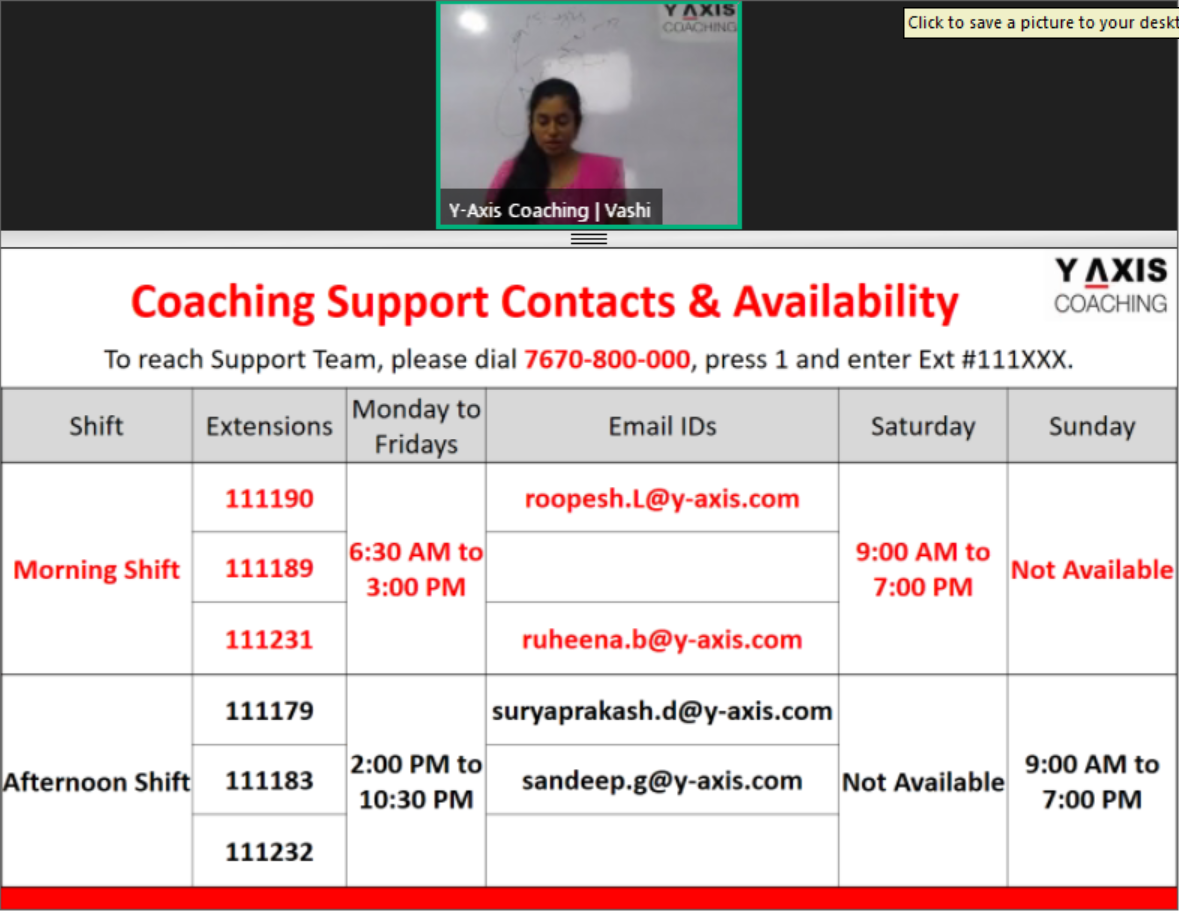 Click to save a picture to your deskt
Y AXIS
COACHING
Y-Axis Coaching | Vashi
Coaching Support Contacts & Availability
Y AXIS
COACHING
To reach Support Team, please dial 7670-800-000, press 1 and enter Ext #111XXX.
Shift Extensions Monday to Fridays Email IDs Saturday Sunday
Morning Shift
111190
111189
111231
6:30 AM to
3:00 PM
roopesh.L@y-axis.com
ruheena.b@y-axis.com
9:00 AM to
7:00 PM
Not Available
Afternoon Shift
111179
111183
111232
2:00 PM to
10:30 PM
suryaprakash.d@y-axis.com
sandeep.g@y-axis.com
Not Available
9:00 AM to
7:00 PM